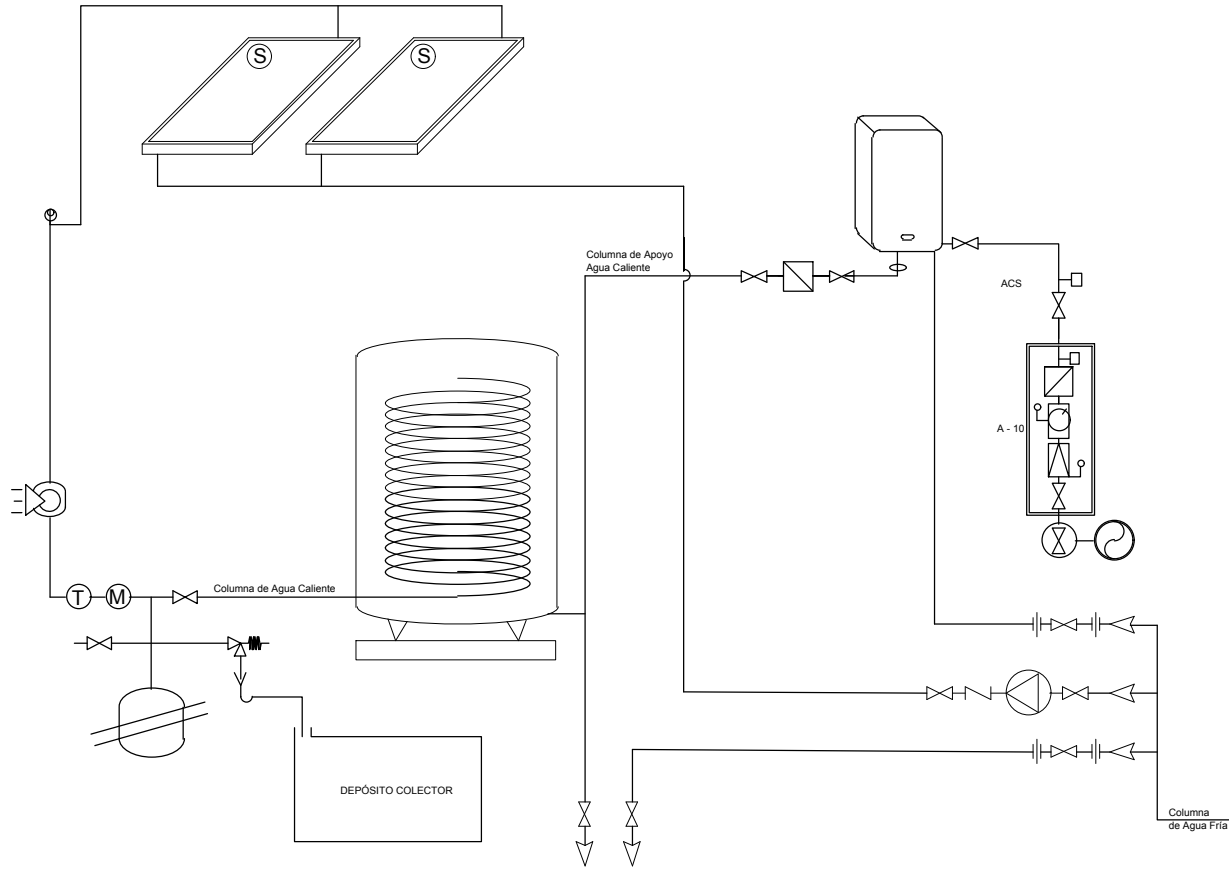 S
S
Columna de Apoyo
Agua Caliente
ACS
A - 10
T
M
Columna de Agua Caliente
DEPÓSITO COLECTOR
Columna
de Agua Fría